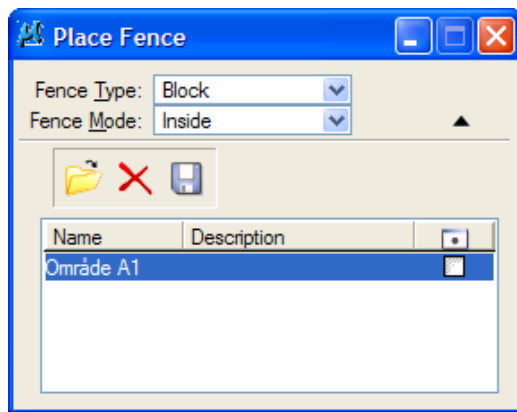 Place Fence
Fence Type: Block
Fence Mode: Inside
Name Description
Område A1